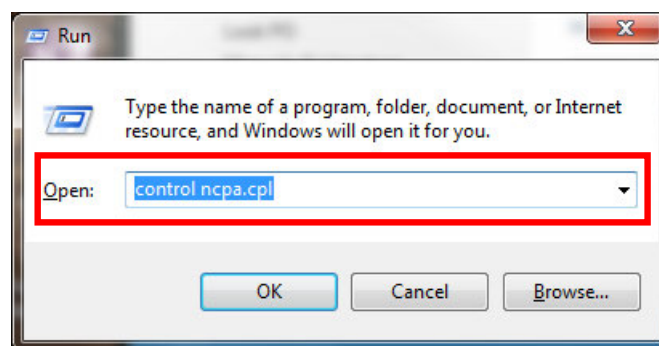 Run
Type the name of a program, folder, document, or Internet
resource, and Windows will open it for you.
Open: control ncpa.cpl
OK Cancel Browse...